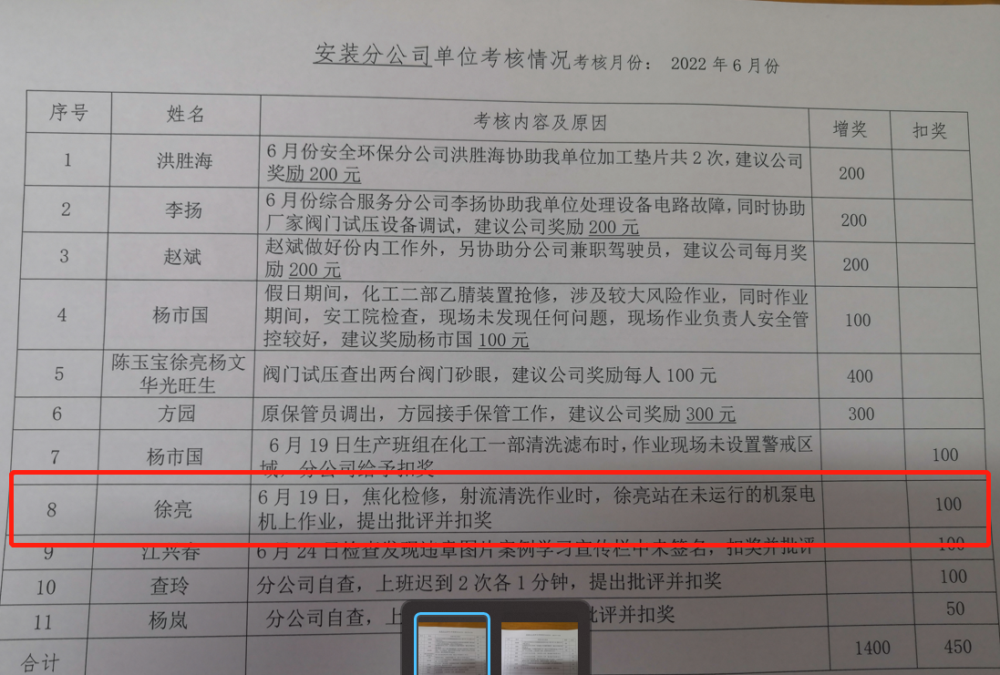 安装分公司单位考核情况考核月份： 2022 年 6 月份
序号 姓名 考核内容及原因 增奖 扣奖
1 洪胜海 6 月份安全环保分公司洪胜海协助我单位加工垫片共 2 次，建议公司 200
奖励 200 元
2 李扬 6 月份综合服务分公司李扬协助我单位处理设备电路故障，同时协助 200
厂家阀门试压设备调试，建议公司奖励 200 元
3 赵斌 赵斌做好份内工作外，另协助分公司兼职驾驶员，建议公司每月奖 200
励 200 元
4 杨市国 假日期间，化工二部乙腈装置抢修，涉及较大风险作业，同时作业 100
期间，安工院检查，现场未发现任何问题，现场作业负责人安全管
控较好，建议奖励杨市国 100 元
5 陈玉宝徐亮杨文 阀门试压查出两台阀门砂眼，建议公司奖励每人 100 元 400
华光旺生
6 方园 原保管员调出，方园接手保管工作，建议公司奖励 300 元 300
7 杨市国 6 月 19 日生产班组在化工一部清洗滤布时，作业现场未设置警戒区 100
域，分公司给予扣奖
8 徐亮 6 月 19 日，焦化检修，射流清洗作业时，徐亮站在未运行的机泵电 100
机上作业，提出批评并扣奖
9 江兴春 6 月 24 日检查发现违章图片案例学习宣传栏中未签名，扣奖并批评 100
10 查玲 分公司自查，上班迟到 2 次各 1 分钟，提出批评并扣奖 100
11 杨岚 分公司自查，上 批评并扣奖 50
合计 1400 450